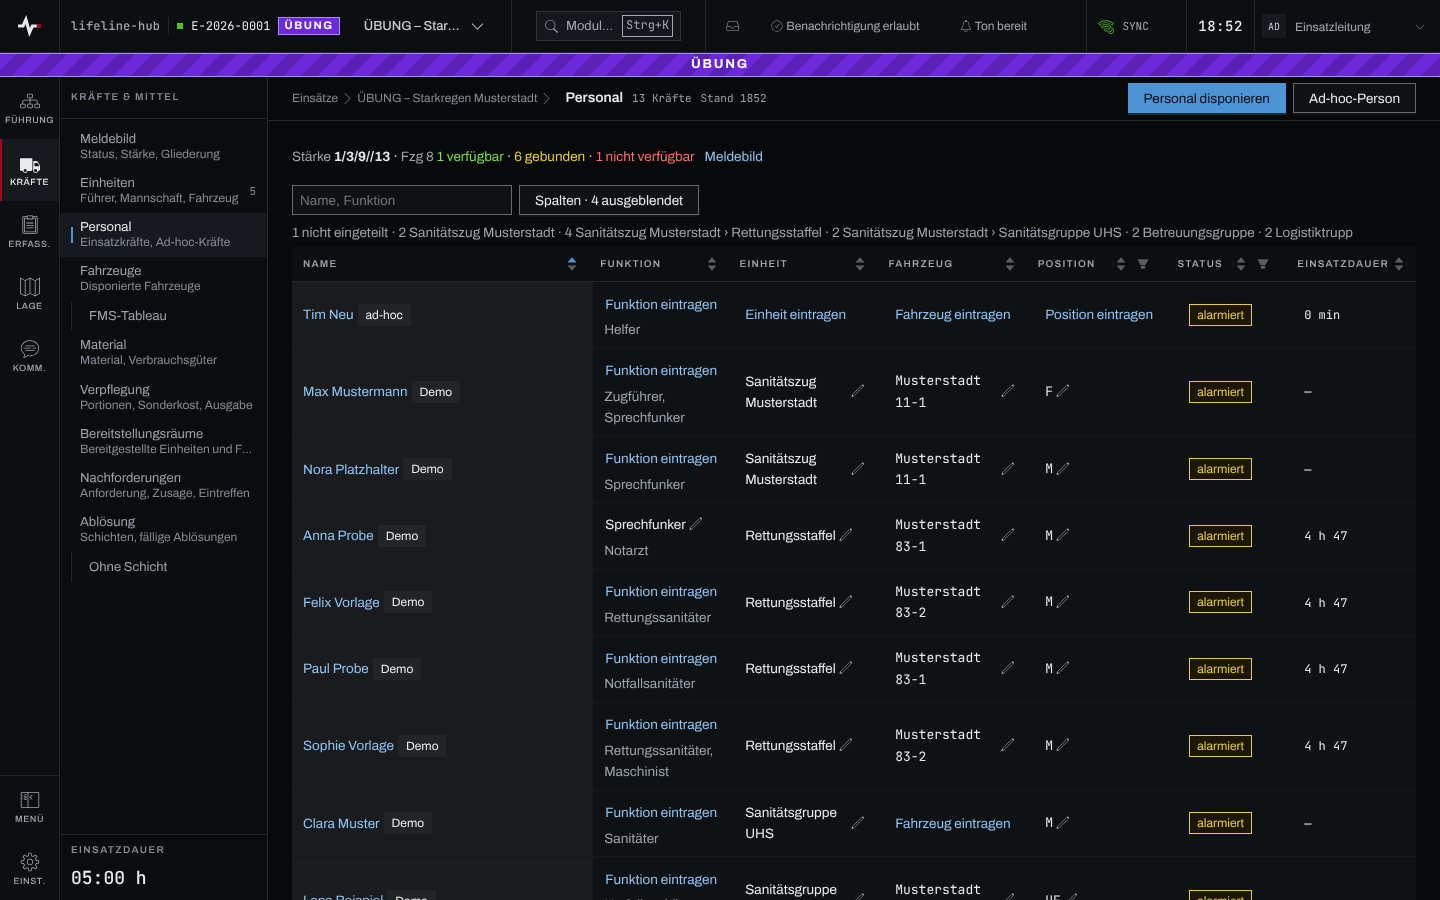 lifeline-hub E-2026-0001 ÜBUNG ÜBUNG – Star... Modul... Strg+K Benachrichtigung erlaubt Ton bereit SYNC 18:52 AD Einsatzleitung
ÜBUNG
FÜHRUNG
KRÄFTE
ERFASS.
LAGE
KOMM.
MENÜ
EINST.
KRÄFTE & MITTEL
Meldebild
Status, Stärke, Gliederung
Einheiten
Führer, Mannschaft, Fahrzeug 5
Personal
Einsatzkräfte, Ad-hoc-Kräfte
Fahrzeuge
Disponierte Fahrzeuge
FMS-Tableau
Material
Material, Verbrauchsgüter
Verpflegung
Portionen, Sonderkost, Ausgabe
Bereitstellungsräume
Bereitgestellte Einheiten und F...
Nachforderungen
Anforderung, Zusage, Eintreffen
Ablösung
Schichten, fällige Ablösungen
Ohne Schicht
EINSATZDAUER
05:00 h
Einsätze ÜBUNG – Starkregen Musterstadt Personal 13 Kräfte Stand 1852 Personal disponieren Ad-hoc-Person
Stärke 1/3/9//13 · Fzg 8 1 verfügbar · 6 gebunden · 1 nicht verfügbar Meldebild
Name, Funktion Spalten · 4 ausgeblendet
1 nicht eingeteilt · 2 Sanitätszug Musterstadt · 4 Sanitätszug Musterstadt › Rettungsstaffel · 2 Sanitätszug Musterstadt › Sanitätsgruppe UHS · 2 Betreuungsgruppe · 2 Logistiktrupp
NAME FUNKTION EINHEIT FAHRZEUG POSITION STATUS EINSATZDAUER
Funktion eintragen
Tim Neu ad-hoc Einheit eintragen Fahrzeug eintragen Position eintragen alarmiert 0 min
Helfer
Funktion eintragen
Sanitätszug Musterstadt
Max Mustermann Demo F alarmiert –
Zugführer,
Musterstadt 11-1
Sprechfunker
Funktion eintragen
Sanitätszug Musterstadt
Nora Platzhalter Demo M alarmiert –
Sprechfunker Musterstadt 11-1
Sprechfunker Musterstadt
Anna Probe Demo Rettungsstaffel M alarmiert 4 h 47
Notarzt 83-1
Funktion eintragen Musterstadt
Felix Vorlage Demo Rettungsstaffel M alarmiert 4 h 47
Rettungssanitäter 83-2
Funktion eintragen Musterstadt
Paul Probe Demo Rettungsstaffel M alarmiert 4 h 47
Notfallsanitäter 83-1
Funktion eintragen
Musterstadt
Sophie Vorlage Demo Rettungsstaffel M alarmiert 4 h 47
Rettungssanitäter, 83-2
Maschinist
Funktion eintragen Sanitätsgruppe
Clara Muster Demo Fahrzeug eintragen M alarmiert –
Sanitäter UHS
Funktion eintragen
Sanitätsgruppe Musterstadt